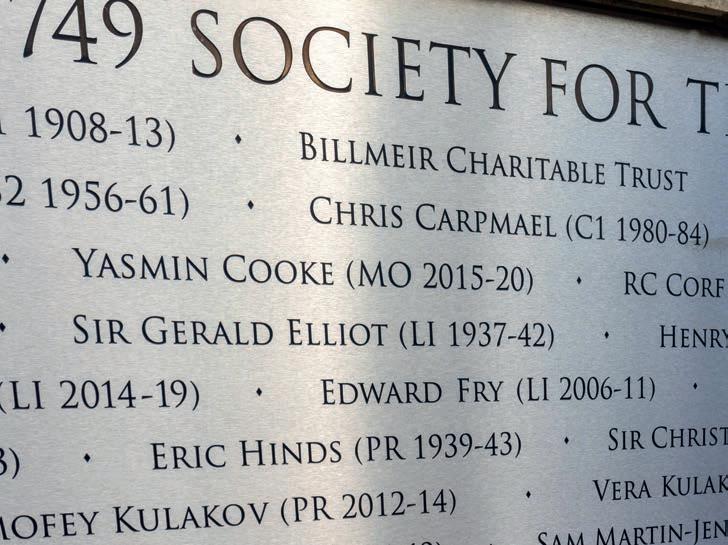 749 SOCIETY FOR T
1908-13) ⬩ BILLMEIR CHARITABLE TRUST
2 1956-61) ⬩ CHRIS CARPMAEL (C1 1980-84)
⬩ YASMIN COOKE (MO 2015-20) ⬩ RC CORF
⬩ SIR GERALD ELLIOT (LI 1937-42) ⬩ HENRY
(LI 2014-19) ⬩ EDWARD FRY (LI 2006-11) ⬩
3) ⬩ ERIC HINDS (PR 1939-43) ⬩ SIR CHRIST
OFEY KULAKOV (PR 2012-14) ⬩ VERA KULAK
SAM MARTIN-JEN